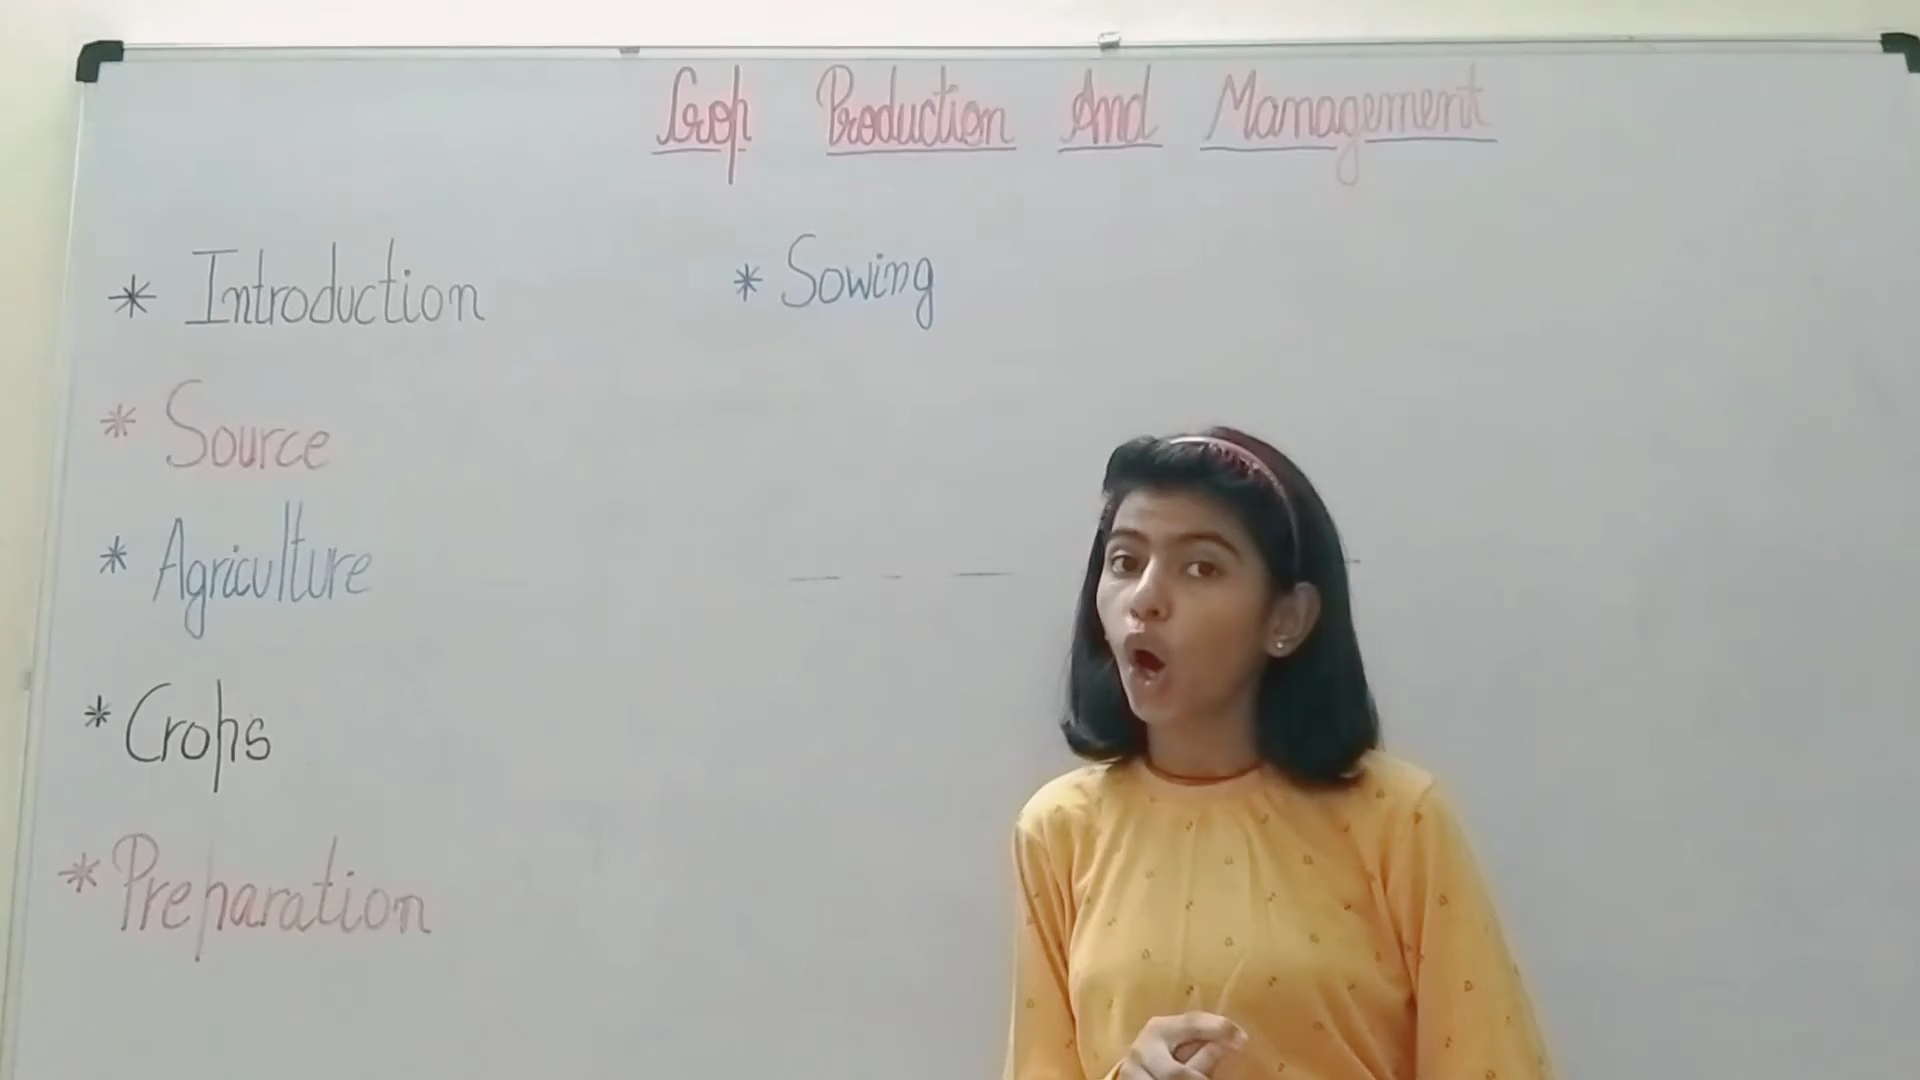 Crop Production And Management
* Introduction
* Source
* Agriculture
* Crops
* Preparation
* Sowing